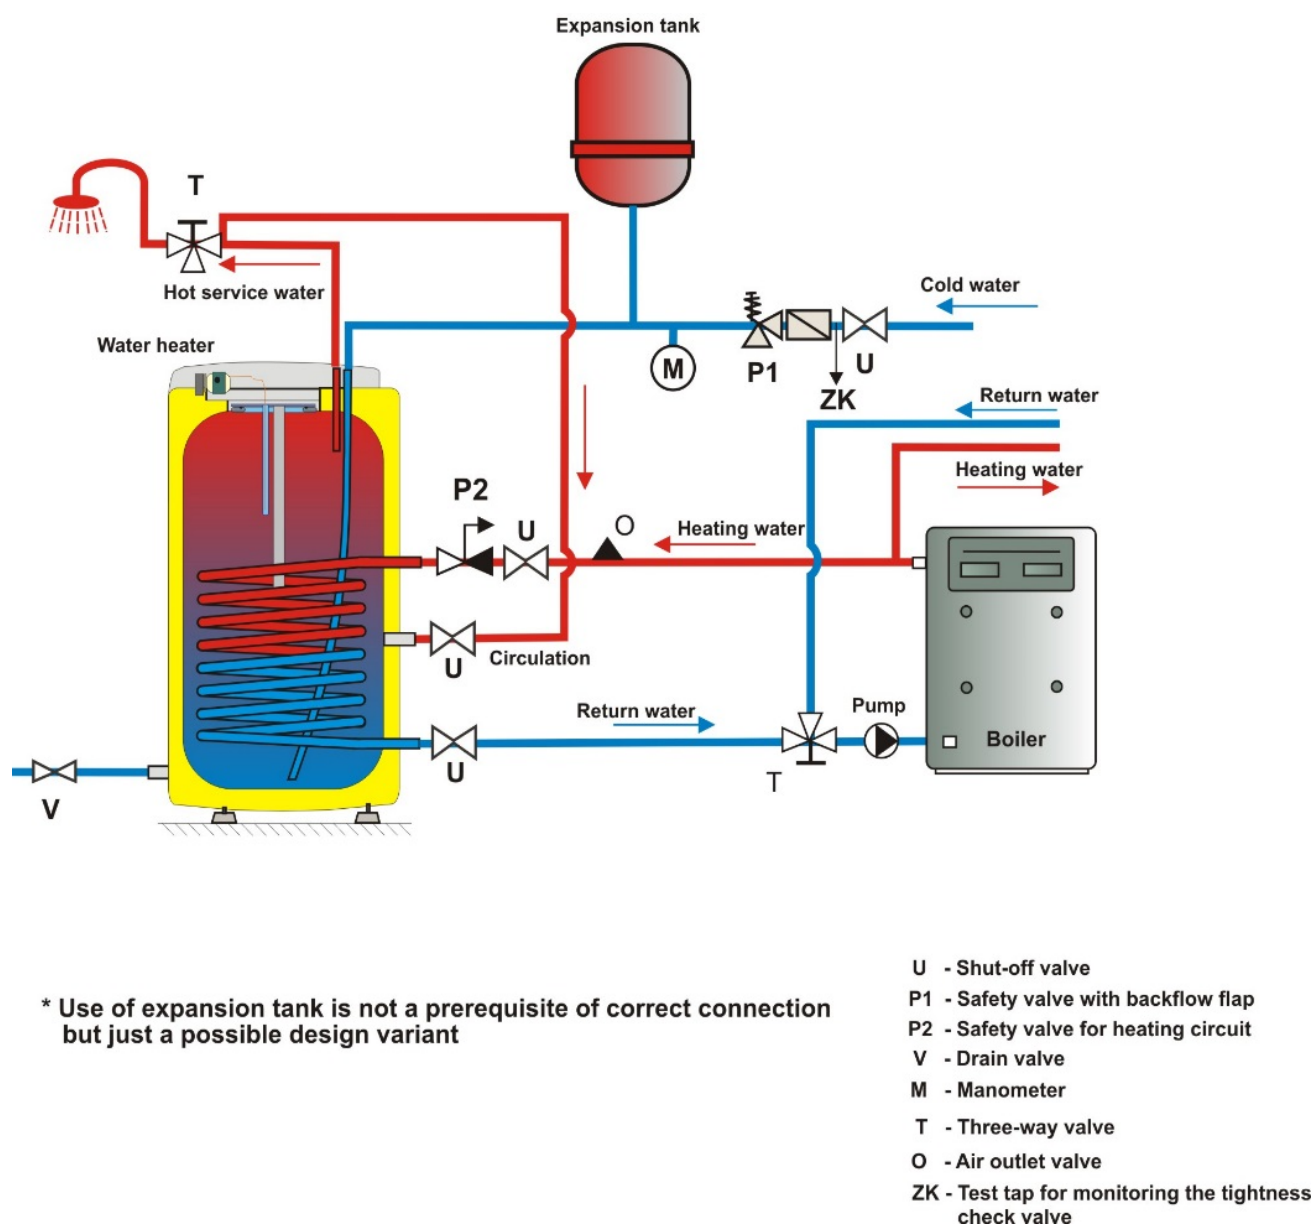 Expansion tank
T
Hot service water
Cold water
Water heater
M
P1
U
ZK
Return water
Heating water
P2
U
O
Heating water
U
Circulation
Return water
Pump
Boiler
U
T
V
* Use of expansion tank is not a prerequisite of correct connection
but just a possible design variant
U - Shut-off valve
P1 - Safety valve with backflow flap
P2 - Safety valve for heating circuit
V - Drain valve
M - Manometer
T - Three-way valve
O - Air outlet valve
ZK - Test tap for monitoring the tightness
check valve